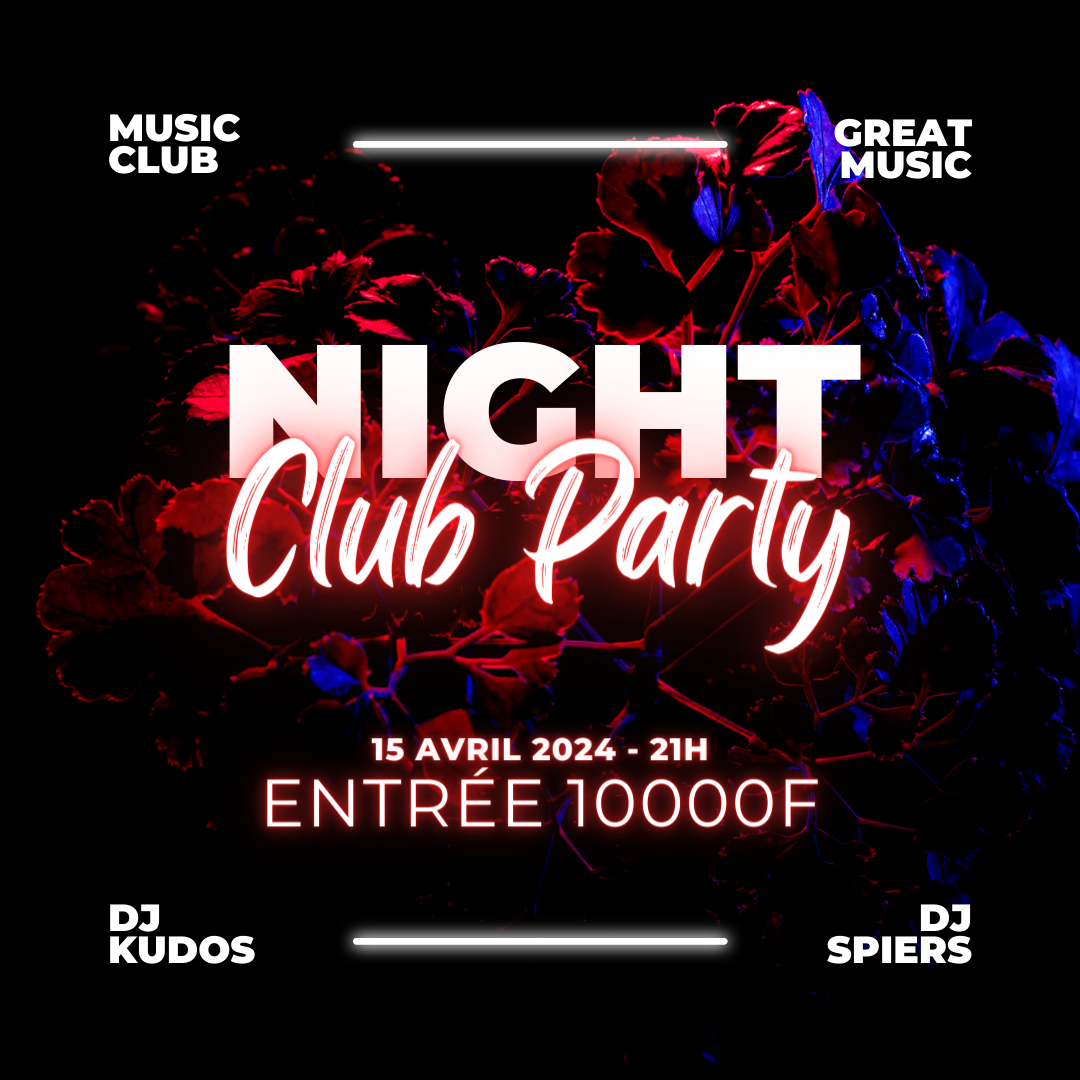 MUSIC
CLUB
GREAT
MUSIC
NIGHT
Club Party
15 AVRIL 2024 - 21H
ENTRÉE 10000F
DJ
KUDOS
DJ
SPIERS